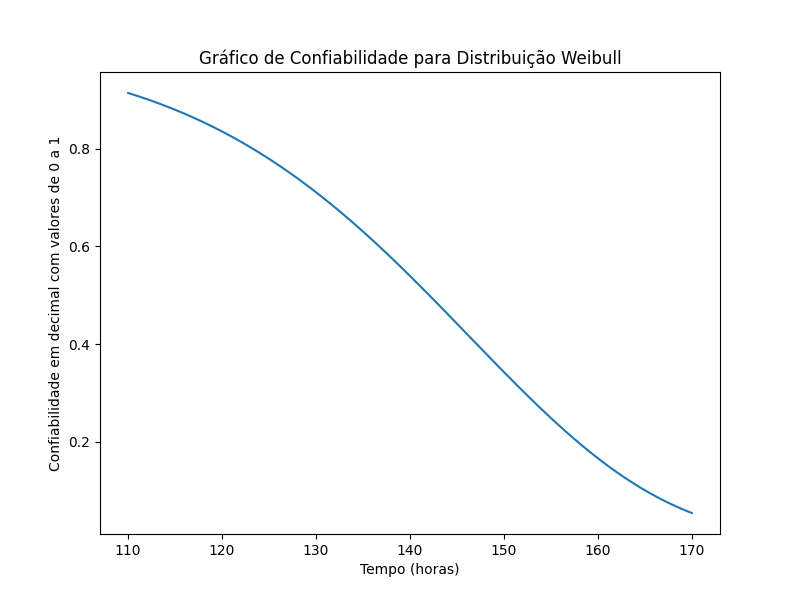 Gráfico de Confiabilidade para Distribuição Weibull
Confiabilidade em decimal com valores de 0 a 1
0.8
0.6
0.4
0.2
110 120 130 140 150 160 170
Tempo (horas)